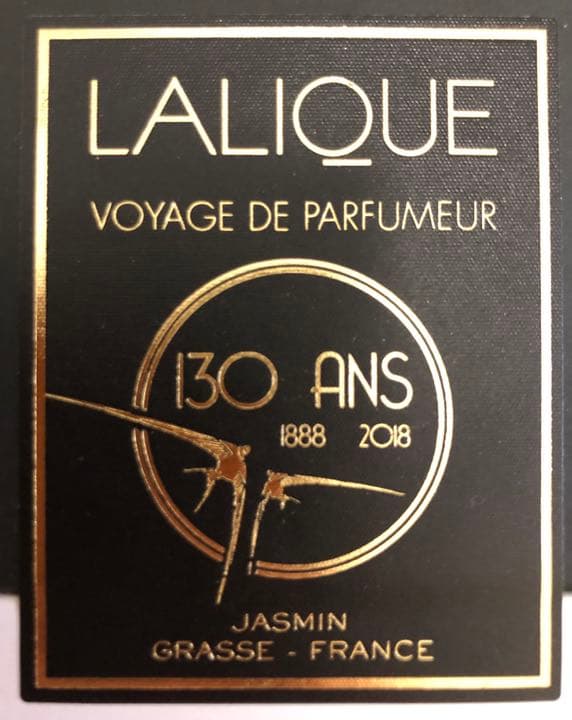 LALIQUE
VOYAGE DE PARFUMEUR
130 ANS
1888 2018
JASMIN
GRASSE - FRANCE